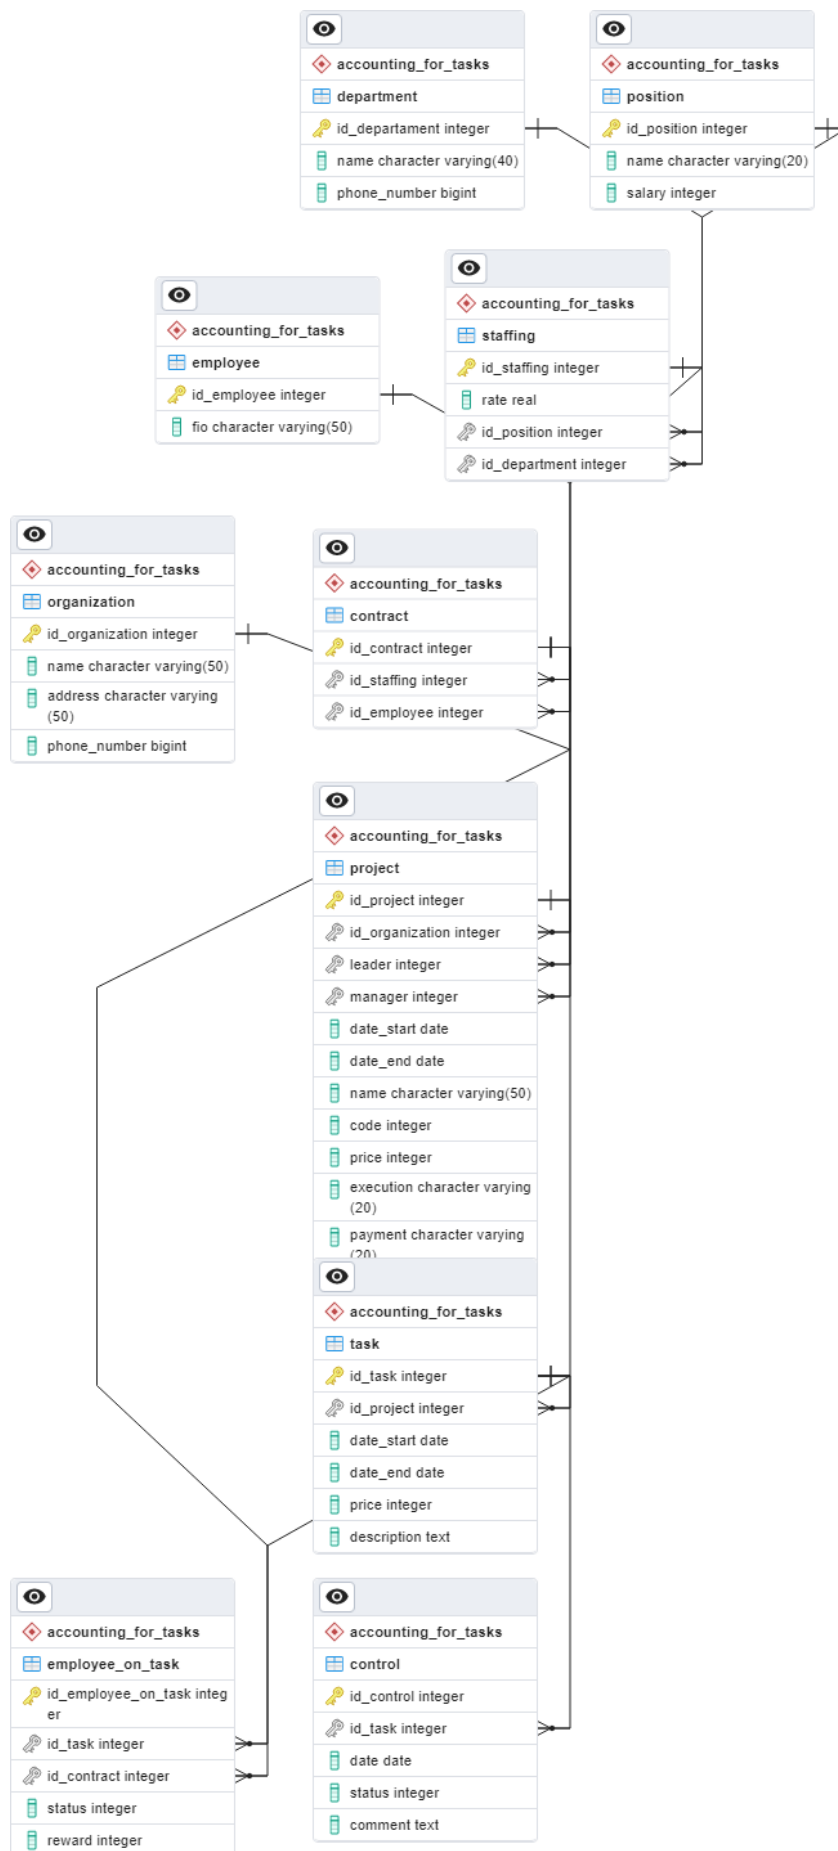 accounting_for_tasks
department
id_departament integer
name character varying(40)
phone_number bigint
accounting_for_tasks
position
id_position integer
name character varying(20)
salary integer
accounting_for_tasks
staffing
id_staffing integer
rate real
id_position integer
id_department integer
accounting_for_tasks
employee
id_employee integer
fio character varying(50)
accounting_for_tasks
organization
id_organization integer
name character varying(50)
address character varying
(50)
phone_number bigint
accounting_for_tasks
contract
id_contract integer
id_staffing integer
id_employee integer
accounting_for_tasks
project
id_project integer
id_organization integer
leader integer
manager integer
date_start date
date_end date
name character varying(50)
code integer
price integer
execution character varying
(20)
payment character varying
(20)
accounting_for_tasks
task
id_task integer
id_project integer
date_start date
date_end date
price integer
description text
accounting_for_tasks
employee_on_task
id_employee_on_task integ
er
id_task integer
id_contract integer
status integer
reward integer
accounting_for_tasks
control
id_control integer
id_task integer
date date
status integer
comment text